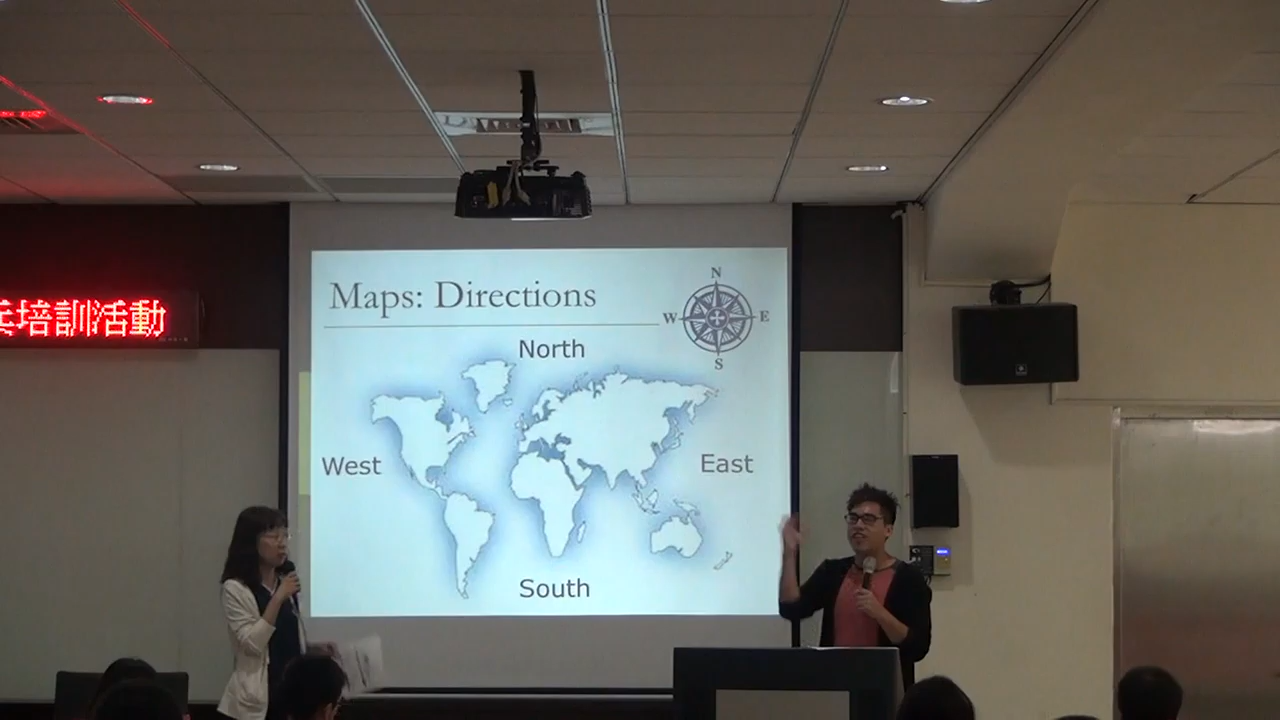 培訓活動
Maps: Directions
N
W
E
S
North
West
East
South